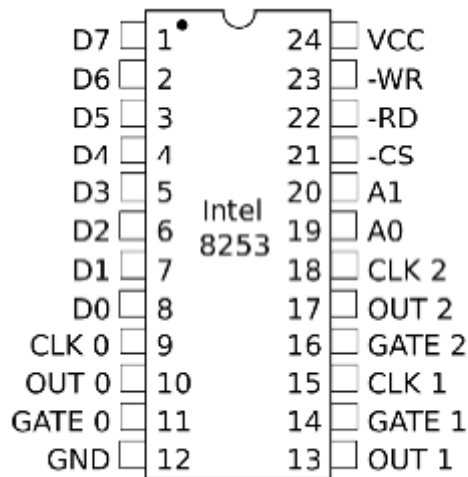 D7 1 24 VCC
D6 2 23 -WR
D5 3 22 -RD
D4 4 21 -CS
D3 5 20 A1
Intel
D2 6 19 A0
8253
D1 7 18 CLK 2
D0 8 17 OUT 2
CLK 0 9 16 GATE 2
OUT 0 10 15 CLK 1
GATE 0 11 14 GATE 1
GND 12 13 OUT 1